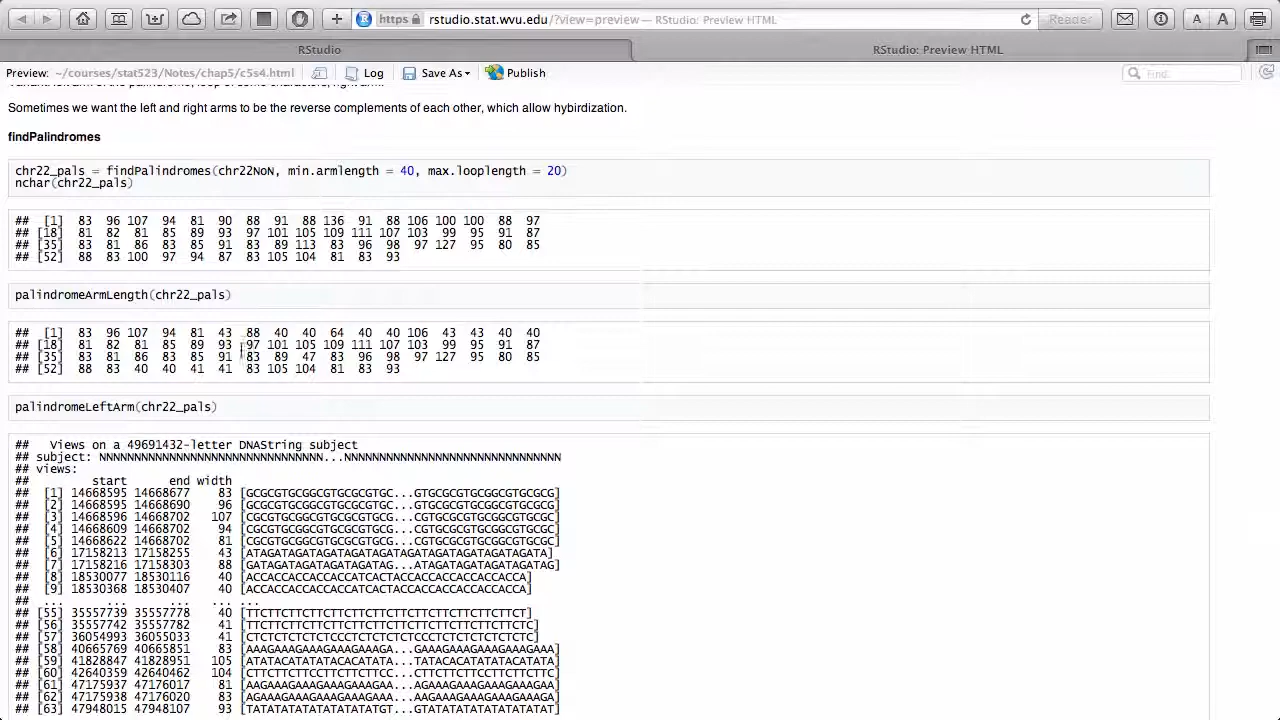 https rstudio.stat.wvu.edu/?view=preview — RStudio: Preview HTML
Reader
A A
RStudio
RStudio: Preview HTML
Preview: ~/courses/stat523/Notes/chap5/c5s4.html Log Save As Publish
Find
Sometimes we want the left and right arms to be the reverse complements of each other, which allow hybirdization.
findPalindromes
chr22_pals = findPalindromes(chr22NoN, min.armlength = 40, max.looplength = 20)
nchar(chr22_pals)
## [1] 83 96 107 94 81 90 88 91 88 136 91 88 106 100 100 88 97
## [18] 81 82 81 85 89 93 97 101 105 109 111 107 103 99 95 91 87
## [35] 83 81 86 83 85 91 83 89 113 83 96 98 97 127 95 80 85
## [52] 88 83 100 97 94 87 83 105 104 81 83 93
palindromeArmLength(chr22_pals)
## [1] 83 96 107 94 81 43 88 40 40 64 40 40 106 43 43 40 40
## [18] 81 82 81 85 89 93 97 101 105 109 111 107 103 99 95 91 87
## [35] 83 81 86 83 85 91 83 89 47 83 96 98 97 127 95 80 85
## [52] 88 83 40 40 41 41 83 105 104 81 83 93
palindromeLeftArm(chr22_pals)
## Views on a 49691432-letter DNAString subject
## subject: NNNNNNNNNNNNNNNNNNNNNNNNNNNNNNNN...NNNNNNNNNNNNNNNNNNNNNNNNNNNNNNN
## views:
## start end width
## [1] 14668595 14668677 83 [GCGCGTGCGGCGTGCGCGTGC...GTGCGCGTGCGGCGTGCGCG]
## [2] 14668595 14668690 96 [GCGCGTGCGGCGTGCGCGTGC...GCGTGCGCGTGCGGCGTGCG]
## [3] 14668596 14668702 107 [CGCGTGCGGCGTGCGCGTGCG...CGTGCGCGTGCGGCGTGCGC]
## [4] 14668609 14668702 94 [CGCGTGCGGCGTGCGCGTGCG...CGTGCGCGTGCGGCGTGCGC]
## [5] 14668622 14668702 81 [CGCGTGCGGCGTGCGCGTGCG...CGTGCGCGTGCGGCGTGCGC]
## [6] 17158213 17158255 43 [ATAGATAGATAGATAGATAGATAGATAGATAGATAGATAGATA]
## [7] 17158216 17158303 88 [GATAGATAGATAGATAGATAG...ATAGATAGATAGATAGATAG]
## [8] 18530077 18530116 40 [ACCACCACCACCATCACTACCACCACCACCACCACCACCA]
## [9] 18530368 18530407 40 [ACCACCACCACCATCACTACCACCACCACCACCACCACCA]
## ... ... ... ... ...
## [55] 35557739 35557778 40 [TTCTTCTTCTTCTTCTTCTTCTTCTTCTTCTTCTTCTTCT]
## [56] 35557742 35557782 41 [TTCTTCTTCTTCTTCTTCTTCTTCTTCTTCTTCTTCTTCTC]
## [57] 36054993 36055033 41 [CTCTCTCTCTCCCTCTCTCTCTCCCTCTCTCTCTCTCTCTC]
## [58] 40665769 40665851 83 [AAAGAAAGAAAGAAAGAAAGA...GAAAGAAAGAAAGAAAGAAA]
## [59] 41828847 41828951 105 [ATATACATATATACACATATA...TATACACATATATACATATA]
## [60] 42640359 42640462 104 [CTTCTTCCTTCTTCTTCTTCC...CCTTCTTCTTCCTTCTTCTTC]
## [61] 47175937 47176017 81 [AAGAAAGAAAGAAAGAAAGAA...AAGAAAGAAAGAAAGAAGAA]
## [62] 47175938 47176020 83 [AGAAAGAAAGAAAGAAAGAAA...AAAGAAAGAAAGAAAGAAGA]
## [63] 47948015 47948107 93 [TATATATATATATATATATGT...GTATATATATATATATATAT]